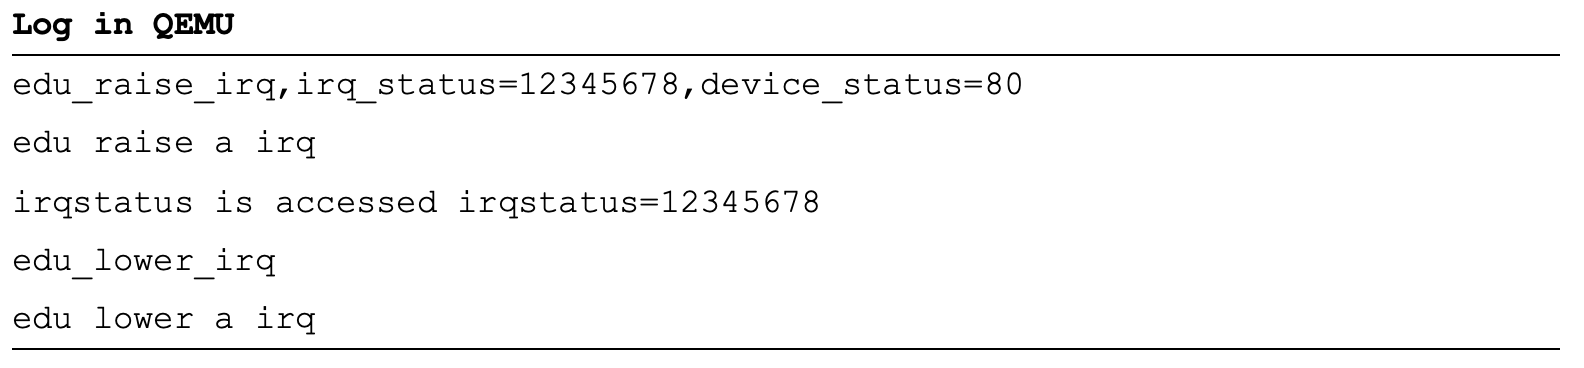 Log in QEMU
edu_raise_irq,irq_status=12345678,device_status=80
edu raise a irq
irqstatus is accessed irqstatus=12345678
edu_lower_irq
edu lower a irq